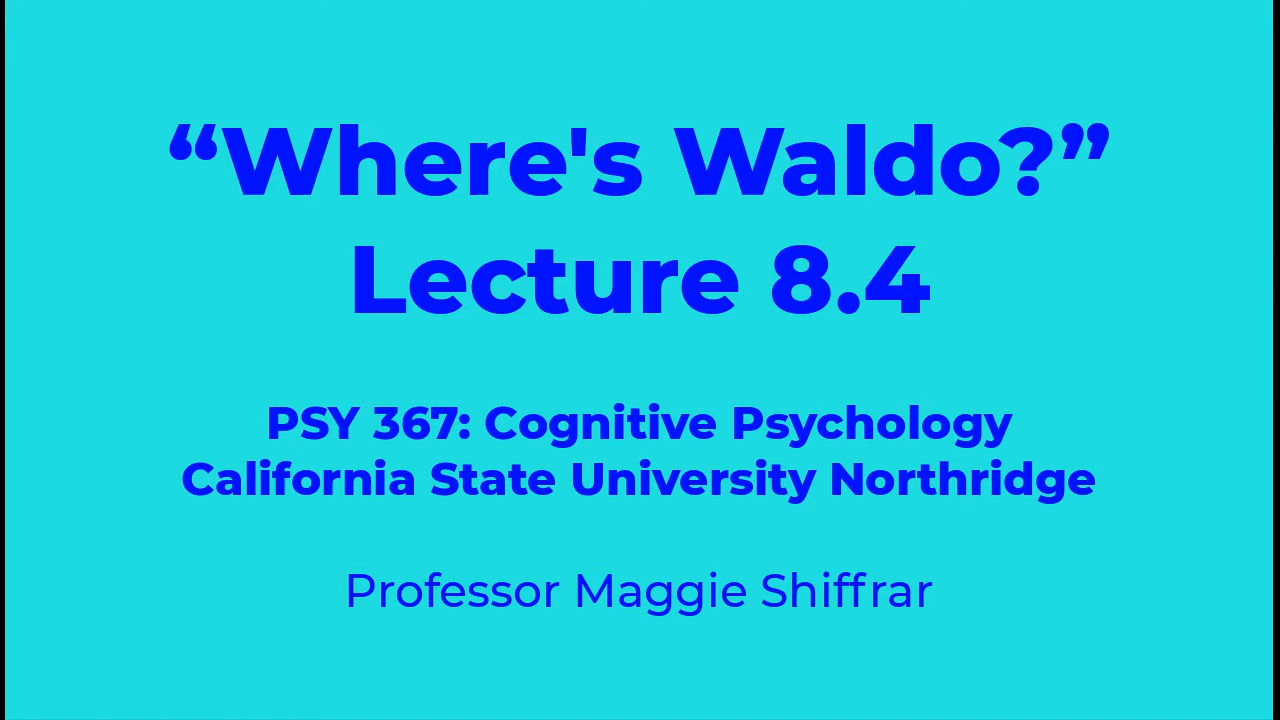 “Where's Waldo?”
Lecture 8.4
PSY 367: Cognitive Psychology
California State University Northridge
Professor Maggie Shiffrar